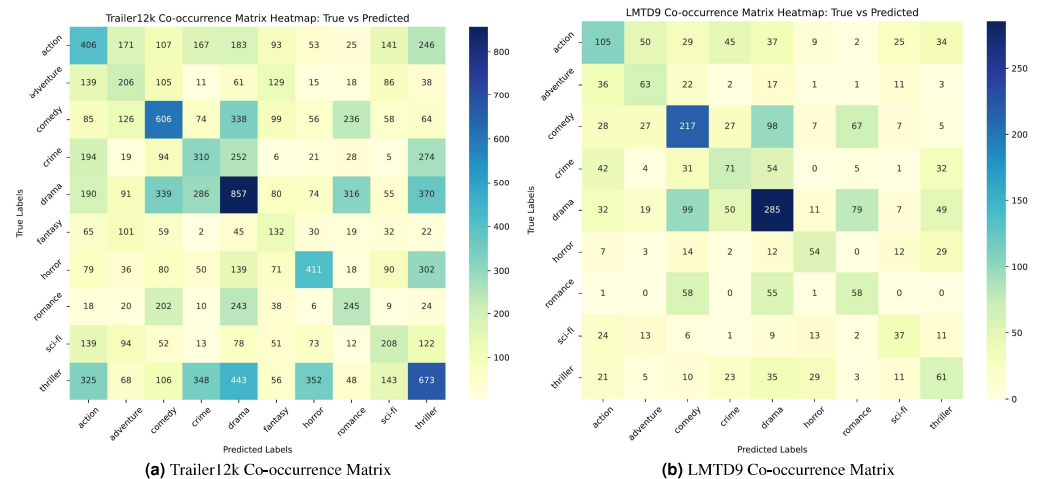 Trailer12k Co-occurrence Matrix Heatmap: True vs Predicted
True Labels
action 406 171 107 167 183 93 53 25 141 246
adventure 139 206 105 11 61 129 15 18 86 38
comedy 85 126 606 74 338 99 56 236 58 64
crime 194 19 94 310 252 6 21 28 5 274
drama 190 91 339 286 857 80 74 316 55 370
fantasy 65 101 59 2 45 132 30 19 32 22
horror 79 36 80 50 139 71 411 18 90 302
romance 18 20 202 10 243 38 6 245 9 24
sci-fi 139 94 52 13 78 51 73 12 208 122
thriller 325 68 106 348 443 56 352 48 143 673
action adventure comedy crime drama fantasy horror romance sci-fi thriller
Predicted Labels
800
700
600
500
400
300
200
100
(a) Trailer12k Co-occurrence Matrix
LMTD9 Co-occurrence Matrix Heatmap: True vs Predicted
True Labels
action 105 50 29 45 37 9 2 25 34
adventure 36 63 22 2 17 1 1 11 3
comedy 28 27 217 27 98 7 67 7 5
crime 42 4 31 71 54 0 5 1 32
drama 32 19 99 50 285 11 79 7 49
horror 7 3 14 2 12 54 0 12 29
romance 1 0 58 0 55 1 58 0 0
sci-fi 24 13 6 1 9 13 2 37 11
thriller 21 5 10 23 35 29 3 11 61
action adventure comedy crime drama horror romance sci-fi thriller
Predicted Labels
250
200
150
100
50
0
(b) LMTD9 Co-occurrence Matrix